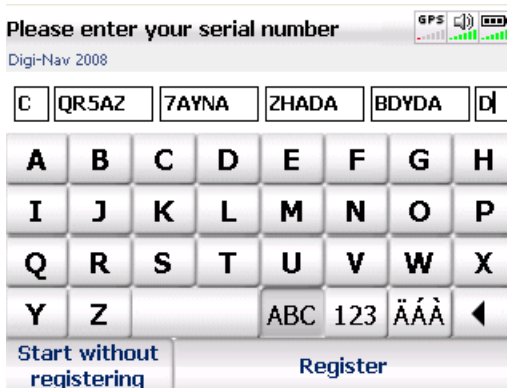 Please enter your serial number
GPS
Digi-Nav 2008
C QR5AZ 7AYNA ZHADA BDYDA D
A B C D E F G H
I J K L M N O P
Q R S T U V W X
Y Z ABC 123 ÄÁÀ
Start without
registering
Register